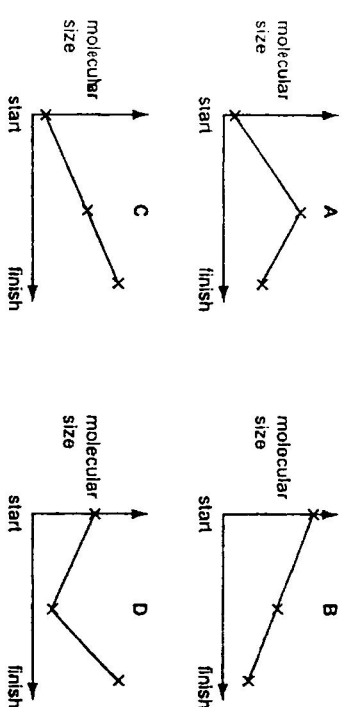 A
molecular
size
start
finish
B
molecular
size
start
finish
C
molecular
size
start
finish
D
molecular
size
start
finish